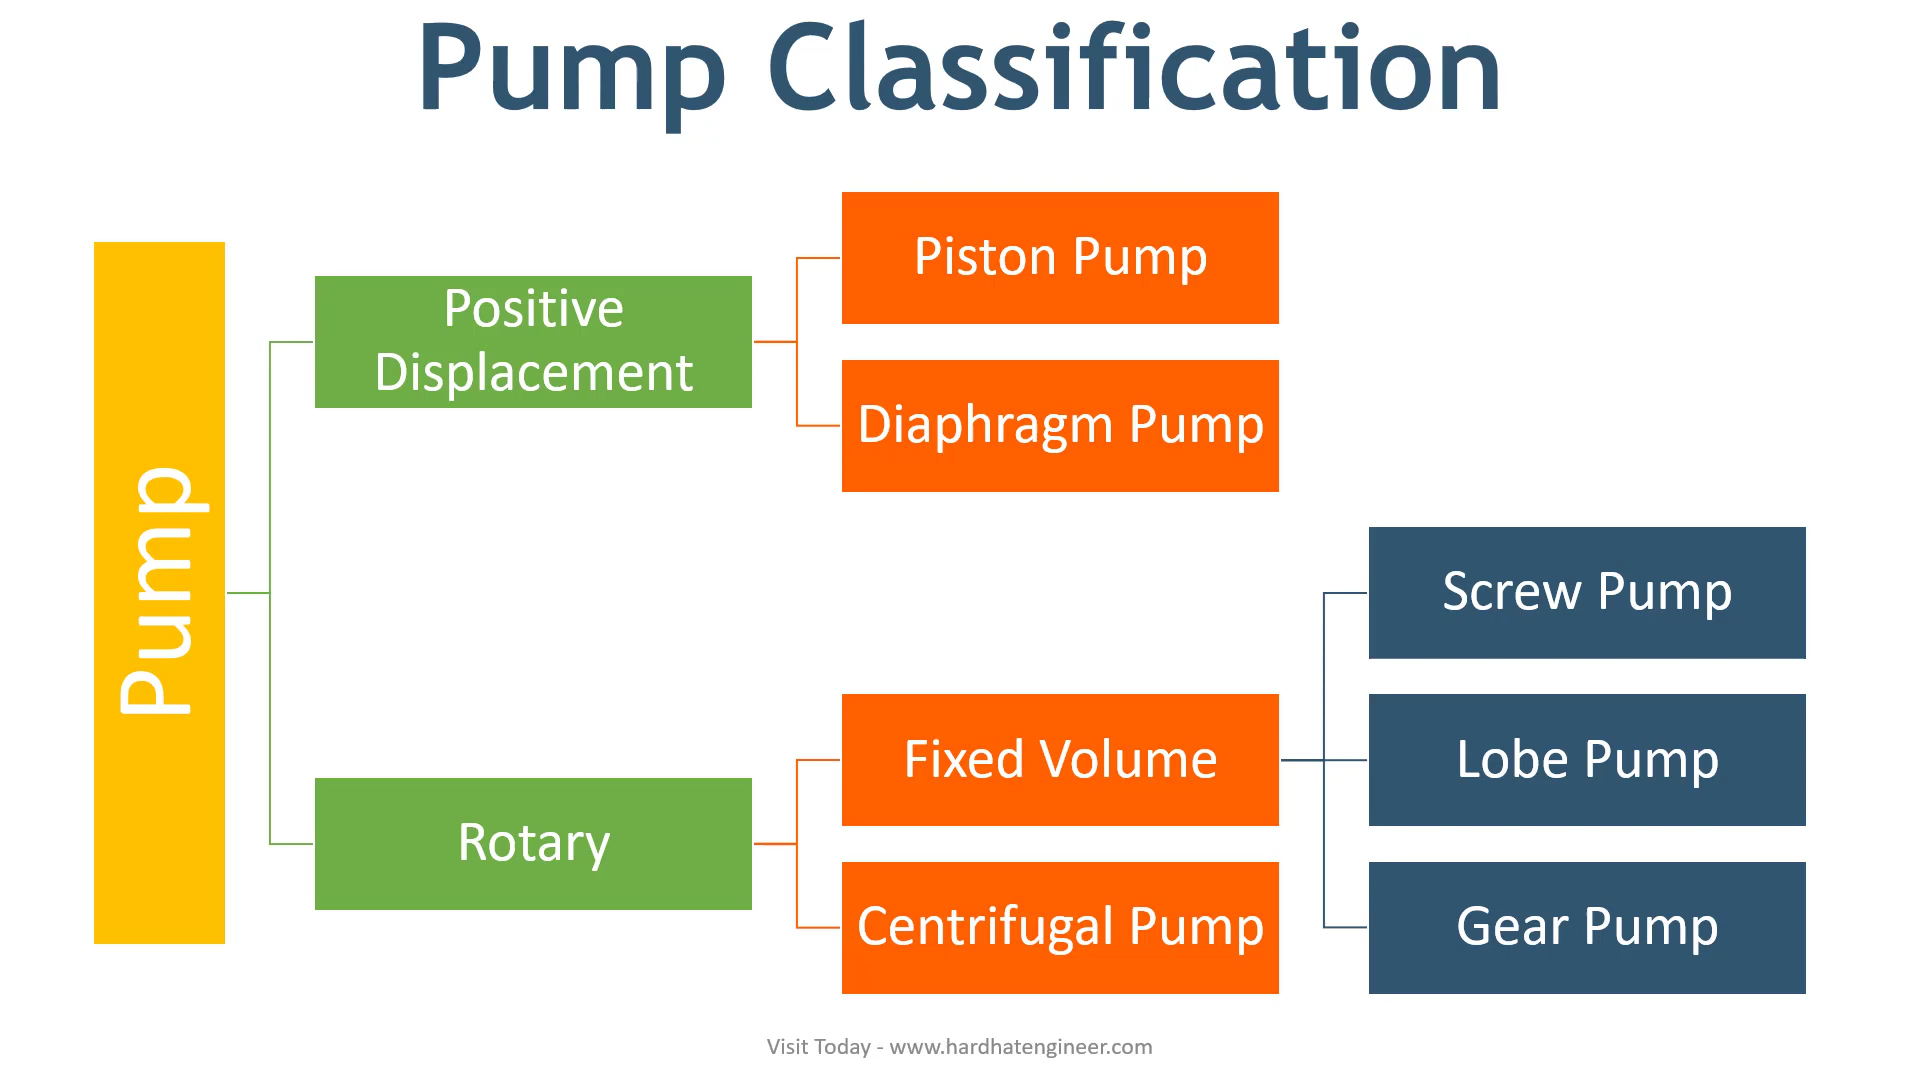 Pump Classification
Pump
Positive
Displacement
Piston Pump
Diaphragm Pump
Rotary
Fixed Volume
Screw Pump
Lobe Pump
Gear Pump
Centrifugal Pump
Visit Today - www.hardhatengineer.com